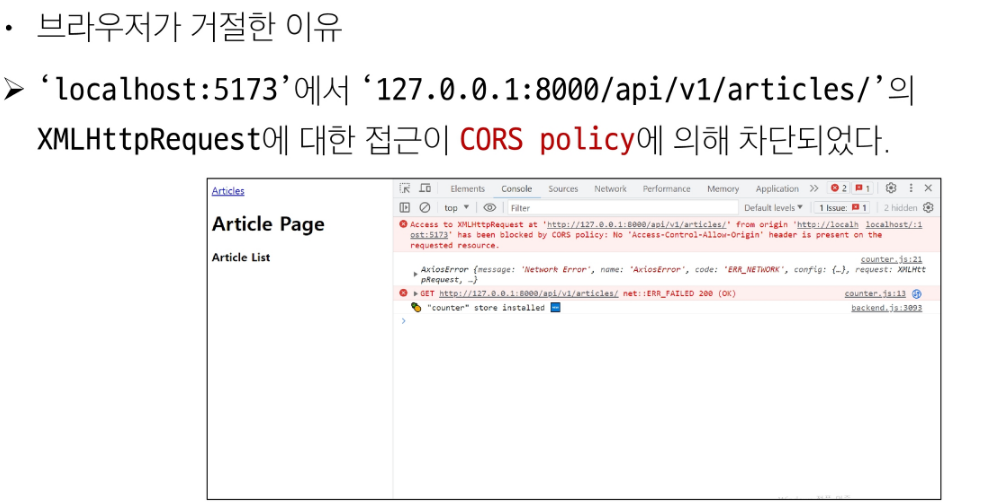 • 브라우저가 거절한 이유
➢ ‘localhost:5173’에서 ‘127.0.0.1:8000/api/v1/articles/’의
XMLHttpRequest에 대한 접근이 CORS policy에 의해 차단되었다.
Articles
Article Page
Article List
Elements Console Sources Network Performance Memory Application 2 1
top Filter Default levels 1 Issue: 1 2 hidden
Access to XMLHttpRequest at 'http://127.0.0.1:8000/api/v1/articles/' from origin 'http://localh localhost/:1
ost:5173' has been blocked by CORS policy: No 'Access-Control-Allow-Origin' header is present on the
requested resource.
counter.js:21
AxiosError {message: 'Network Error', name: 'AxiosError', code: 'ERR_NETWORK', config: {…}, request: XMLHtt
pRequest, …}
GET http://127.0.0.1:8000/api/v1/articles/ net::ERR_FAILED 200 (OK) counter.js:13
"counter" store installed backend.js:3093